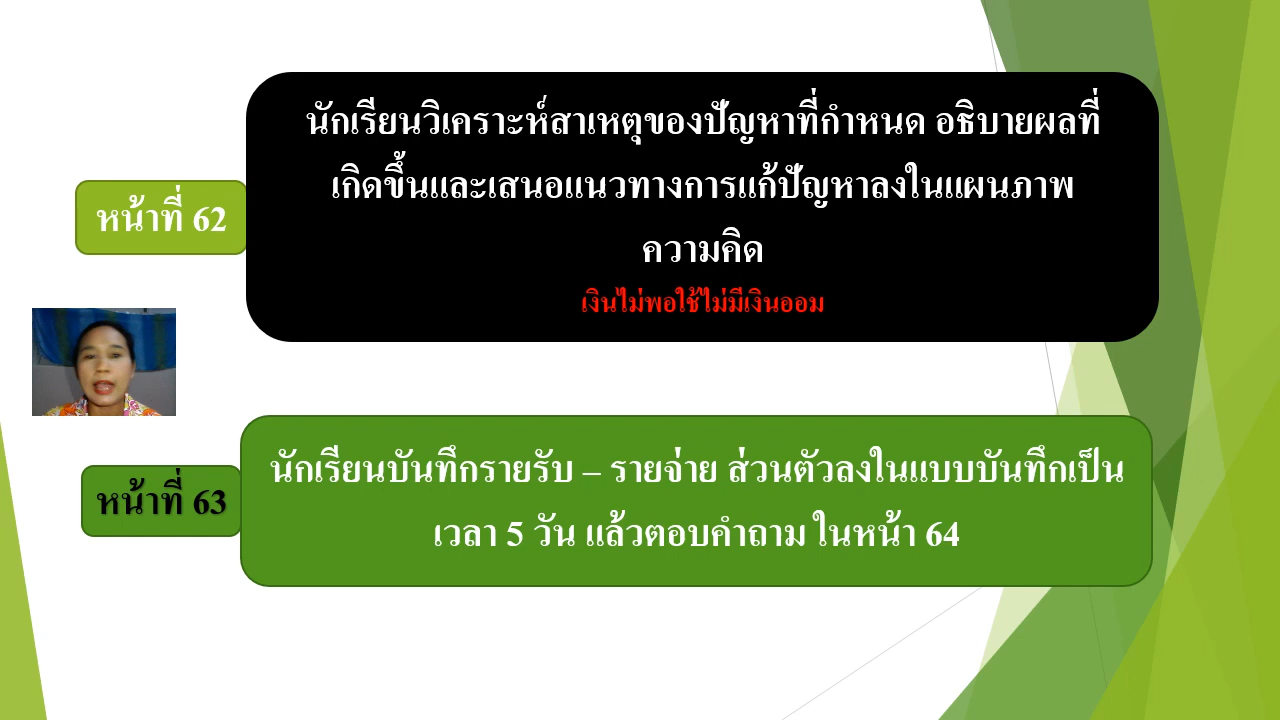 หน้าที่ 62
นักเรียนวิเคราะห์สาเหตุของปัญหาที่กำหนด อธิบายผลที่
เกิดขึ้นและเสนอแนวทางการแก้ปัญหาลงในแผนภาพ
ความคิด
เงินไม่พอใช้ไม่มีเงินออม
หน้าที่ 63
นักเรียนบันทึกรายรับ – รายจ่าย ส่วนตัวลงในแบบบันทึกเป็น
เวลา 5 วัน แล้วตอบคำถาม ในหน้า 64